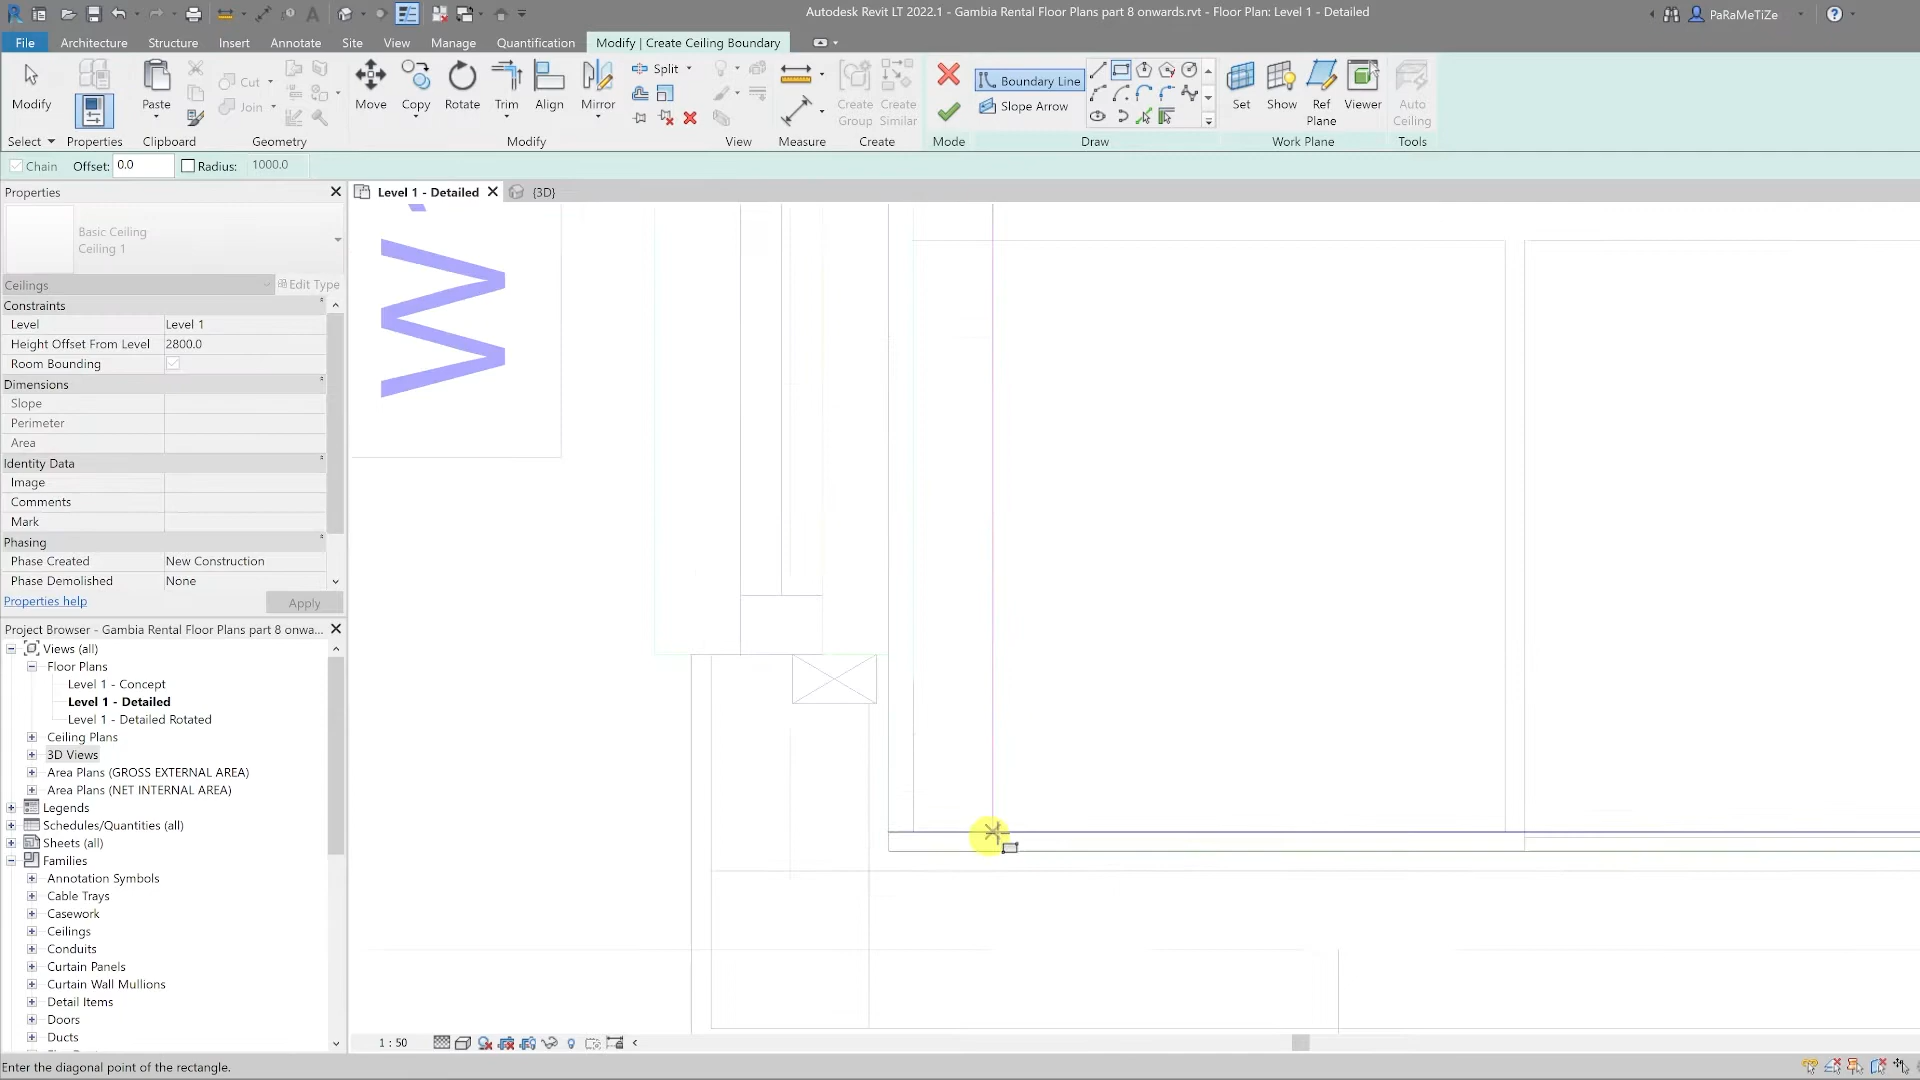 Autodesk Revit LT 2022.1 - Gambia Rental Floor Plans part 8 onwards.rvt - Floor Plan: Level 1 - Detailed
PaRaMeTiZe
File Architecture Structure Insert Annotate Site View Manage Quantification Modify | Create Ceiling Boundary
Modify Paste Cut Join Move Copy Rotate Trim Align Mirror Split Create Group Create Similar Boundary Line Slope Arrow Set Show Ref Plane Viewer Auto Ceiling
Select Properties Clipboard Geometry Modify View Measure Create Mode Draw Work Plane Tools
Chain Offset: 0.0 Radius: 1000.0
Properties
Level 1 - Detailed {3D}
Basic Ceiling
Ceiling 1
Ceilings Edit Type
Constraints
Level Level 1
Height Offset From Level 2800.0
Room Bounding
Dimensions
Slope
Perimeter
Area
Identity Data
Image
Comments
Mark
Phasing
Phase Created New Construction
Phase Demolished None
Properties help Apply
W
Project Browser - Gambia Rental Floor Plans part 8 onwa...
Views (all)
Floor Plans
Level 1 - Concept
Level 1 - Detailed
Level 1 - Detailed Rotated
Ceiling Plans
3D Views
Area Plans (GROSS EXTERNAL AREA)
Area Plans (NET INTERNAL AREA)
Legends
Schedules/Quantities (all)
Sheets (all)
Families
Annotation Symbols
Cable Trays
Casework
Ceilings
Conduits
Curtain Panels
Curtain Wall Mullions
Detail Items
Doors
Ducts
1 : 50
Enter the diagonal point of the rectangle.